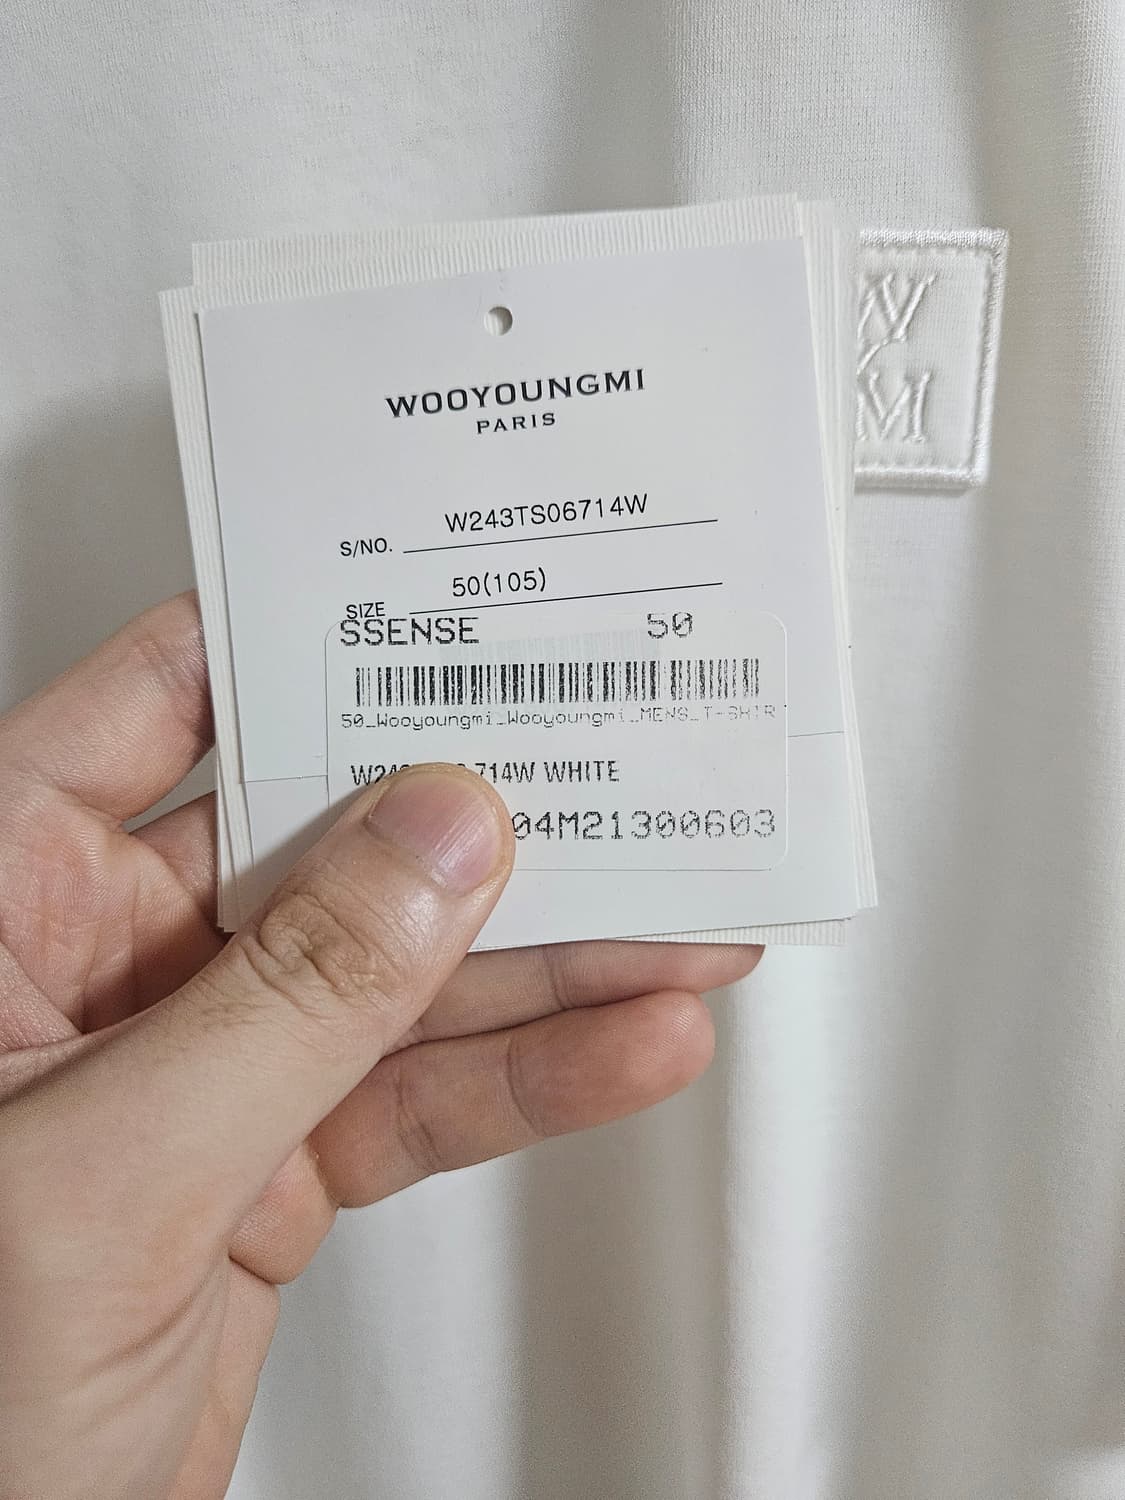 WOOYOUNGMI
PARIS
S/NO. W243TS06714W
SIZE 50(105)
SSENSE 50
50_Wooyoungmi_Wooyoungmi_MENS_T-SHIR
714W WHITE
04M21300603
W
M